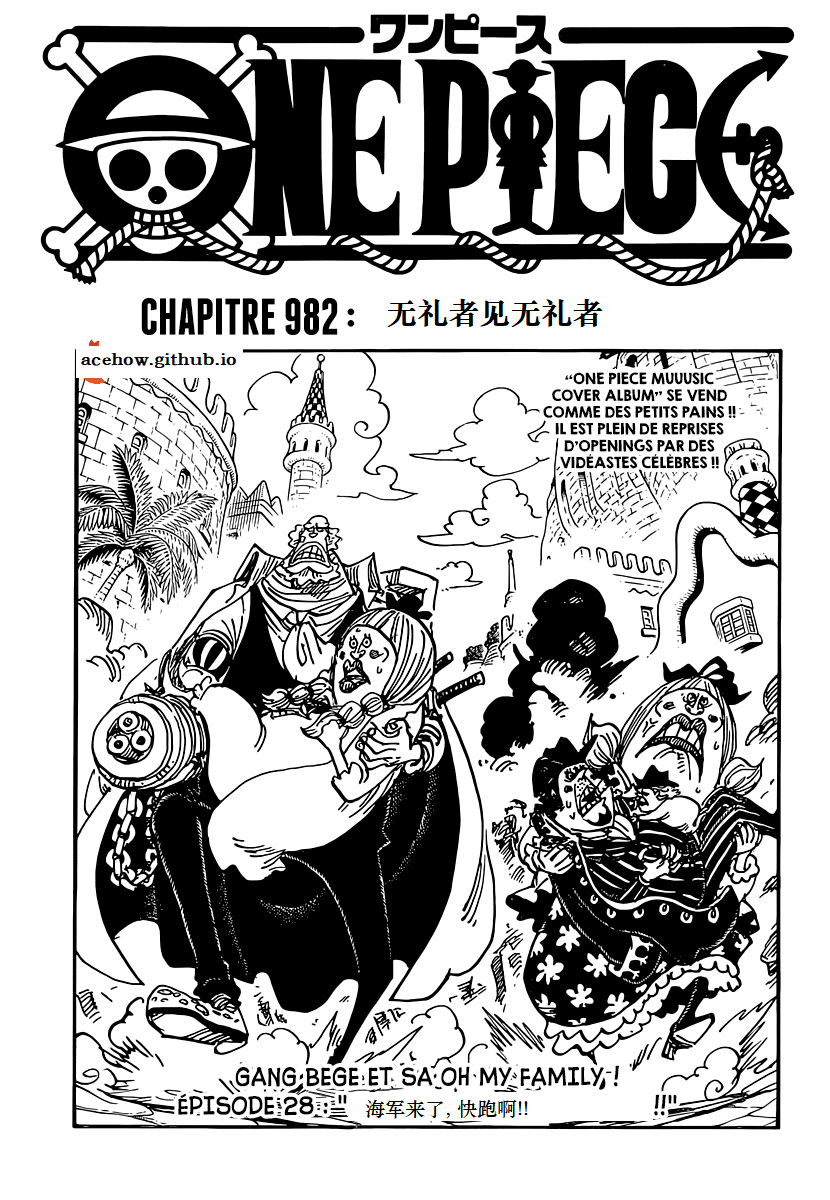 ワンピース
ONE PIECE
CHAPITRE 982 : 无礼者见无礼者
acehow.github.io
“ONE PIECE MUUUSIC
COVER ALBUM” SE VEND
COMME DES PETITS PAINS !!
IL EST PLEIN DE REPRISES
D’OPENINGS PAR DES
VIDÉASTES CÉLÈBRES !!
GANG BEGE ET SA OH MY FAMILY !
ÉPISODE 28 : " 海军来了, 快跑啊!! !!"